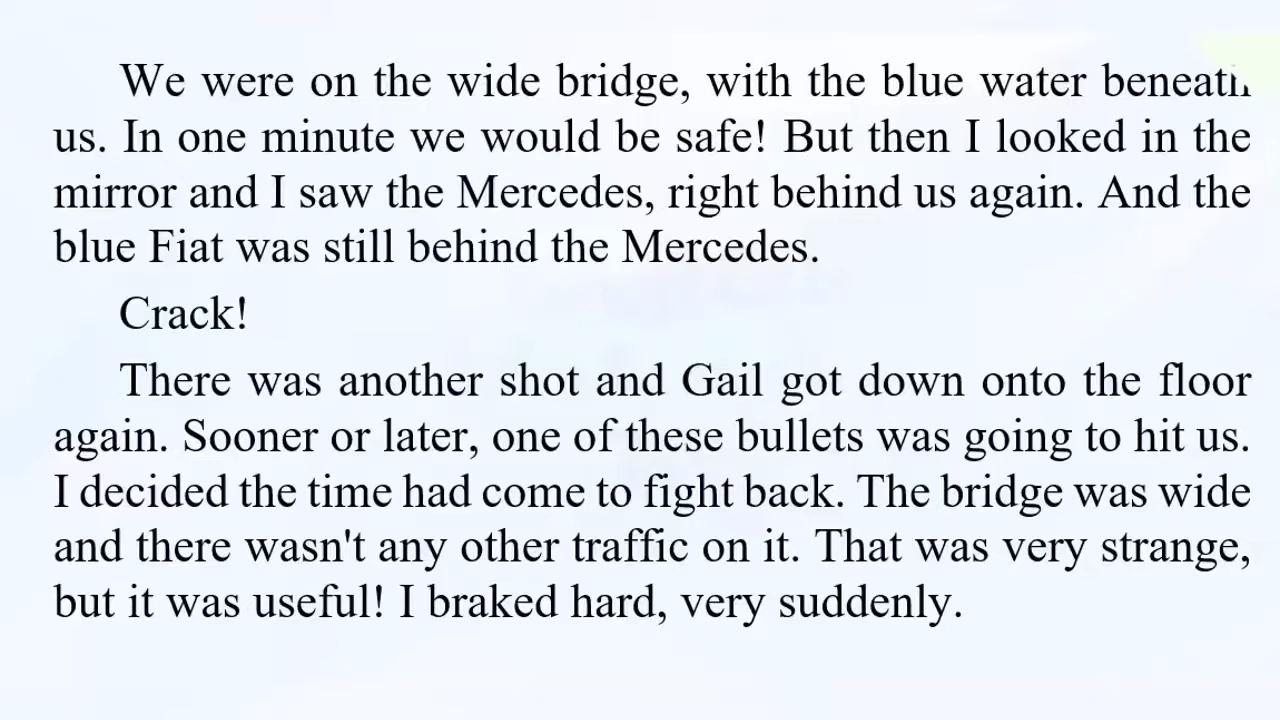 We were on the wide bridge, with the blue water beneath
us. In one minute we would be safe! But then I looked in the
mirror and I saw the Mercedes, right behind us again. And the
blue Fiat was still behind the Mercedes.
Crack!
There was another shot and Gail got down onto the floor
again. Sooner or later, one of these bullets was going to hit us.
I decided the time had come to fight back. The bridge was wide
and there wasn't any other traffic on it. That was very strange,
but it was useful! I braked hard, very suddenly.